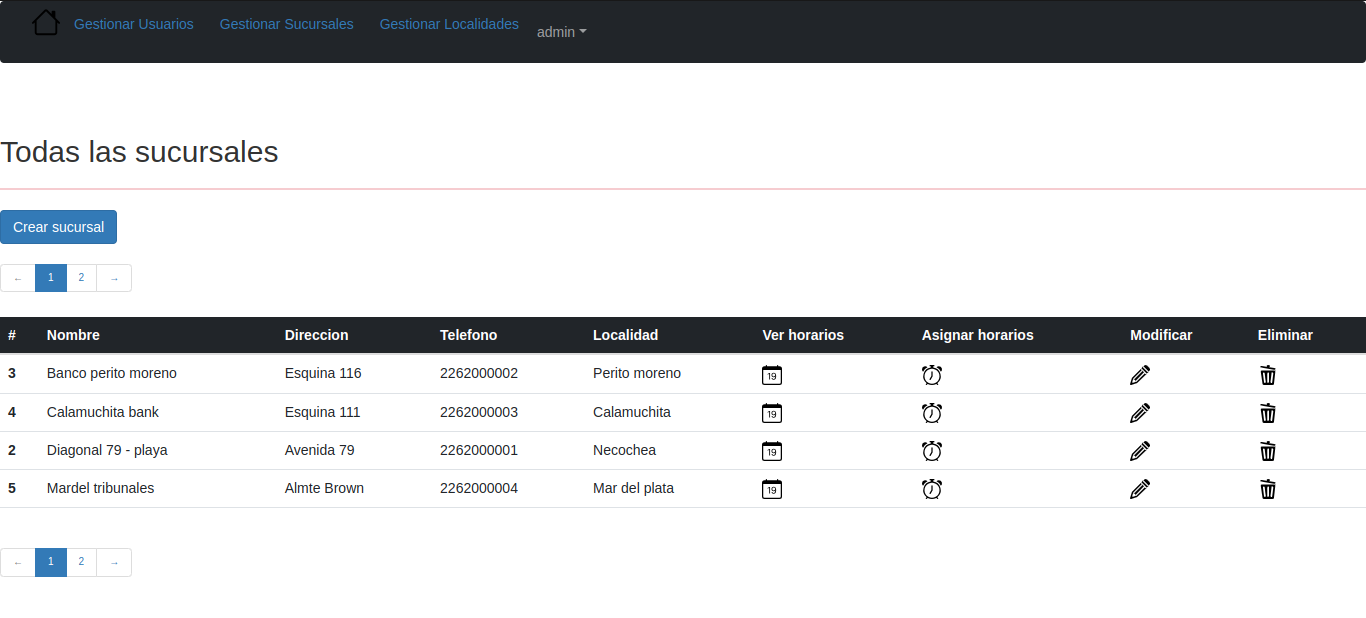 Gestionar Usuarios Gestionar Sucursales Gestionar Localidades admin
Todas las sucursales
Crear sucursal
← 1 2 →
# Nombre Direccion Telefono Localidad Ver horarios Asignar horarios Modificar Eliminar
3 Banco perito moreno Esquina 116 2262000002 Perito moreno 19
4 Calamuchita bank Esquina 111 2262000003 Calamuchita 19
2 Diagonal 79 - playa Avenida 79 2262000001 Necochea 19
5 Mardel tribunales Almte Brown 2262000004 Mar del plata 19
← 1 2 →